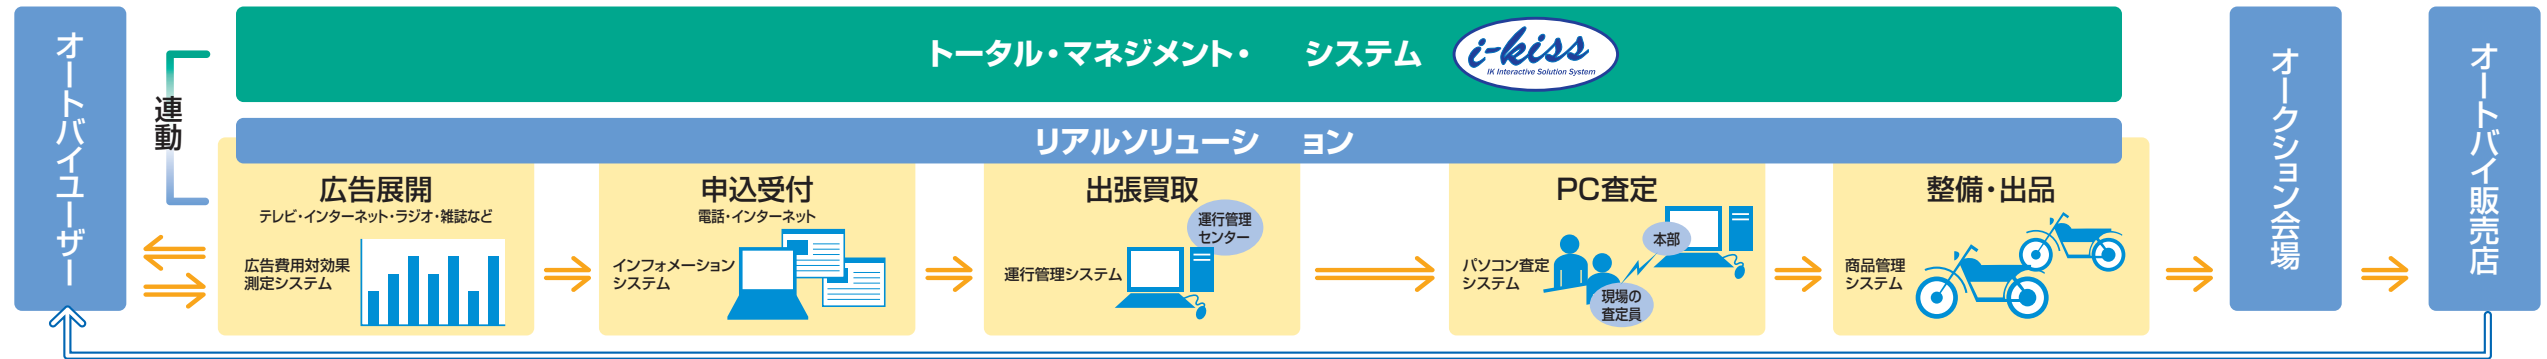 オートバイユーザー
連動
トータル・マネジメント・ システム
i-kiss
IK Interactive Solution System
リアルソリューシ ョン
広告展開
テレビ・インターネット・ラジオ・雑誌など
広告費用対効果
測定システム
申込受付
電話・インターネット
インフォメーション
システム
出張買取
運行管理
センター
運行管理システム
PC査定
本部
パソコン査定
システム
現場の
査定員
整備・出品
商品管理
システム
オークション会場
オートバイ販売店